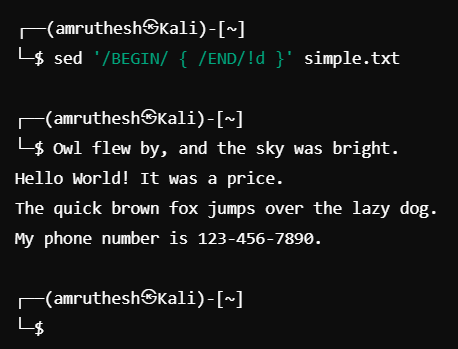 ┌──(amruthesh㉿Kali)-[~]
└─$ sed '/BEGIN/ { /END/!d }' simple.txt
┌──(amruthesh㉿Kali)-[~]
└─$ Owl flew by, and the sky was bright.
Hello World! It was a price.
The quick brown fox jumps over the lazy dog.
My phone number is 123-456-7890.
┌──(amruthesh㉿Kali)-[~]
└─$